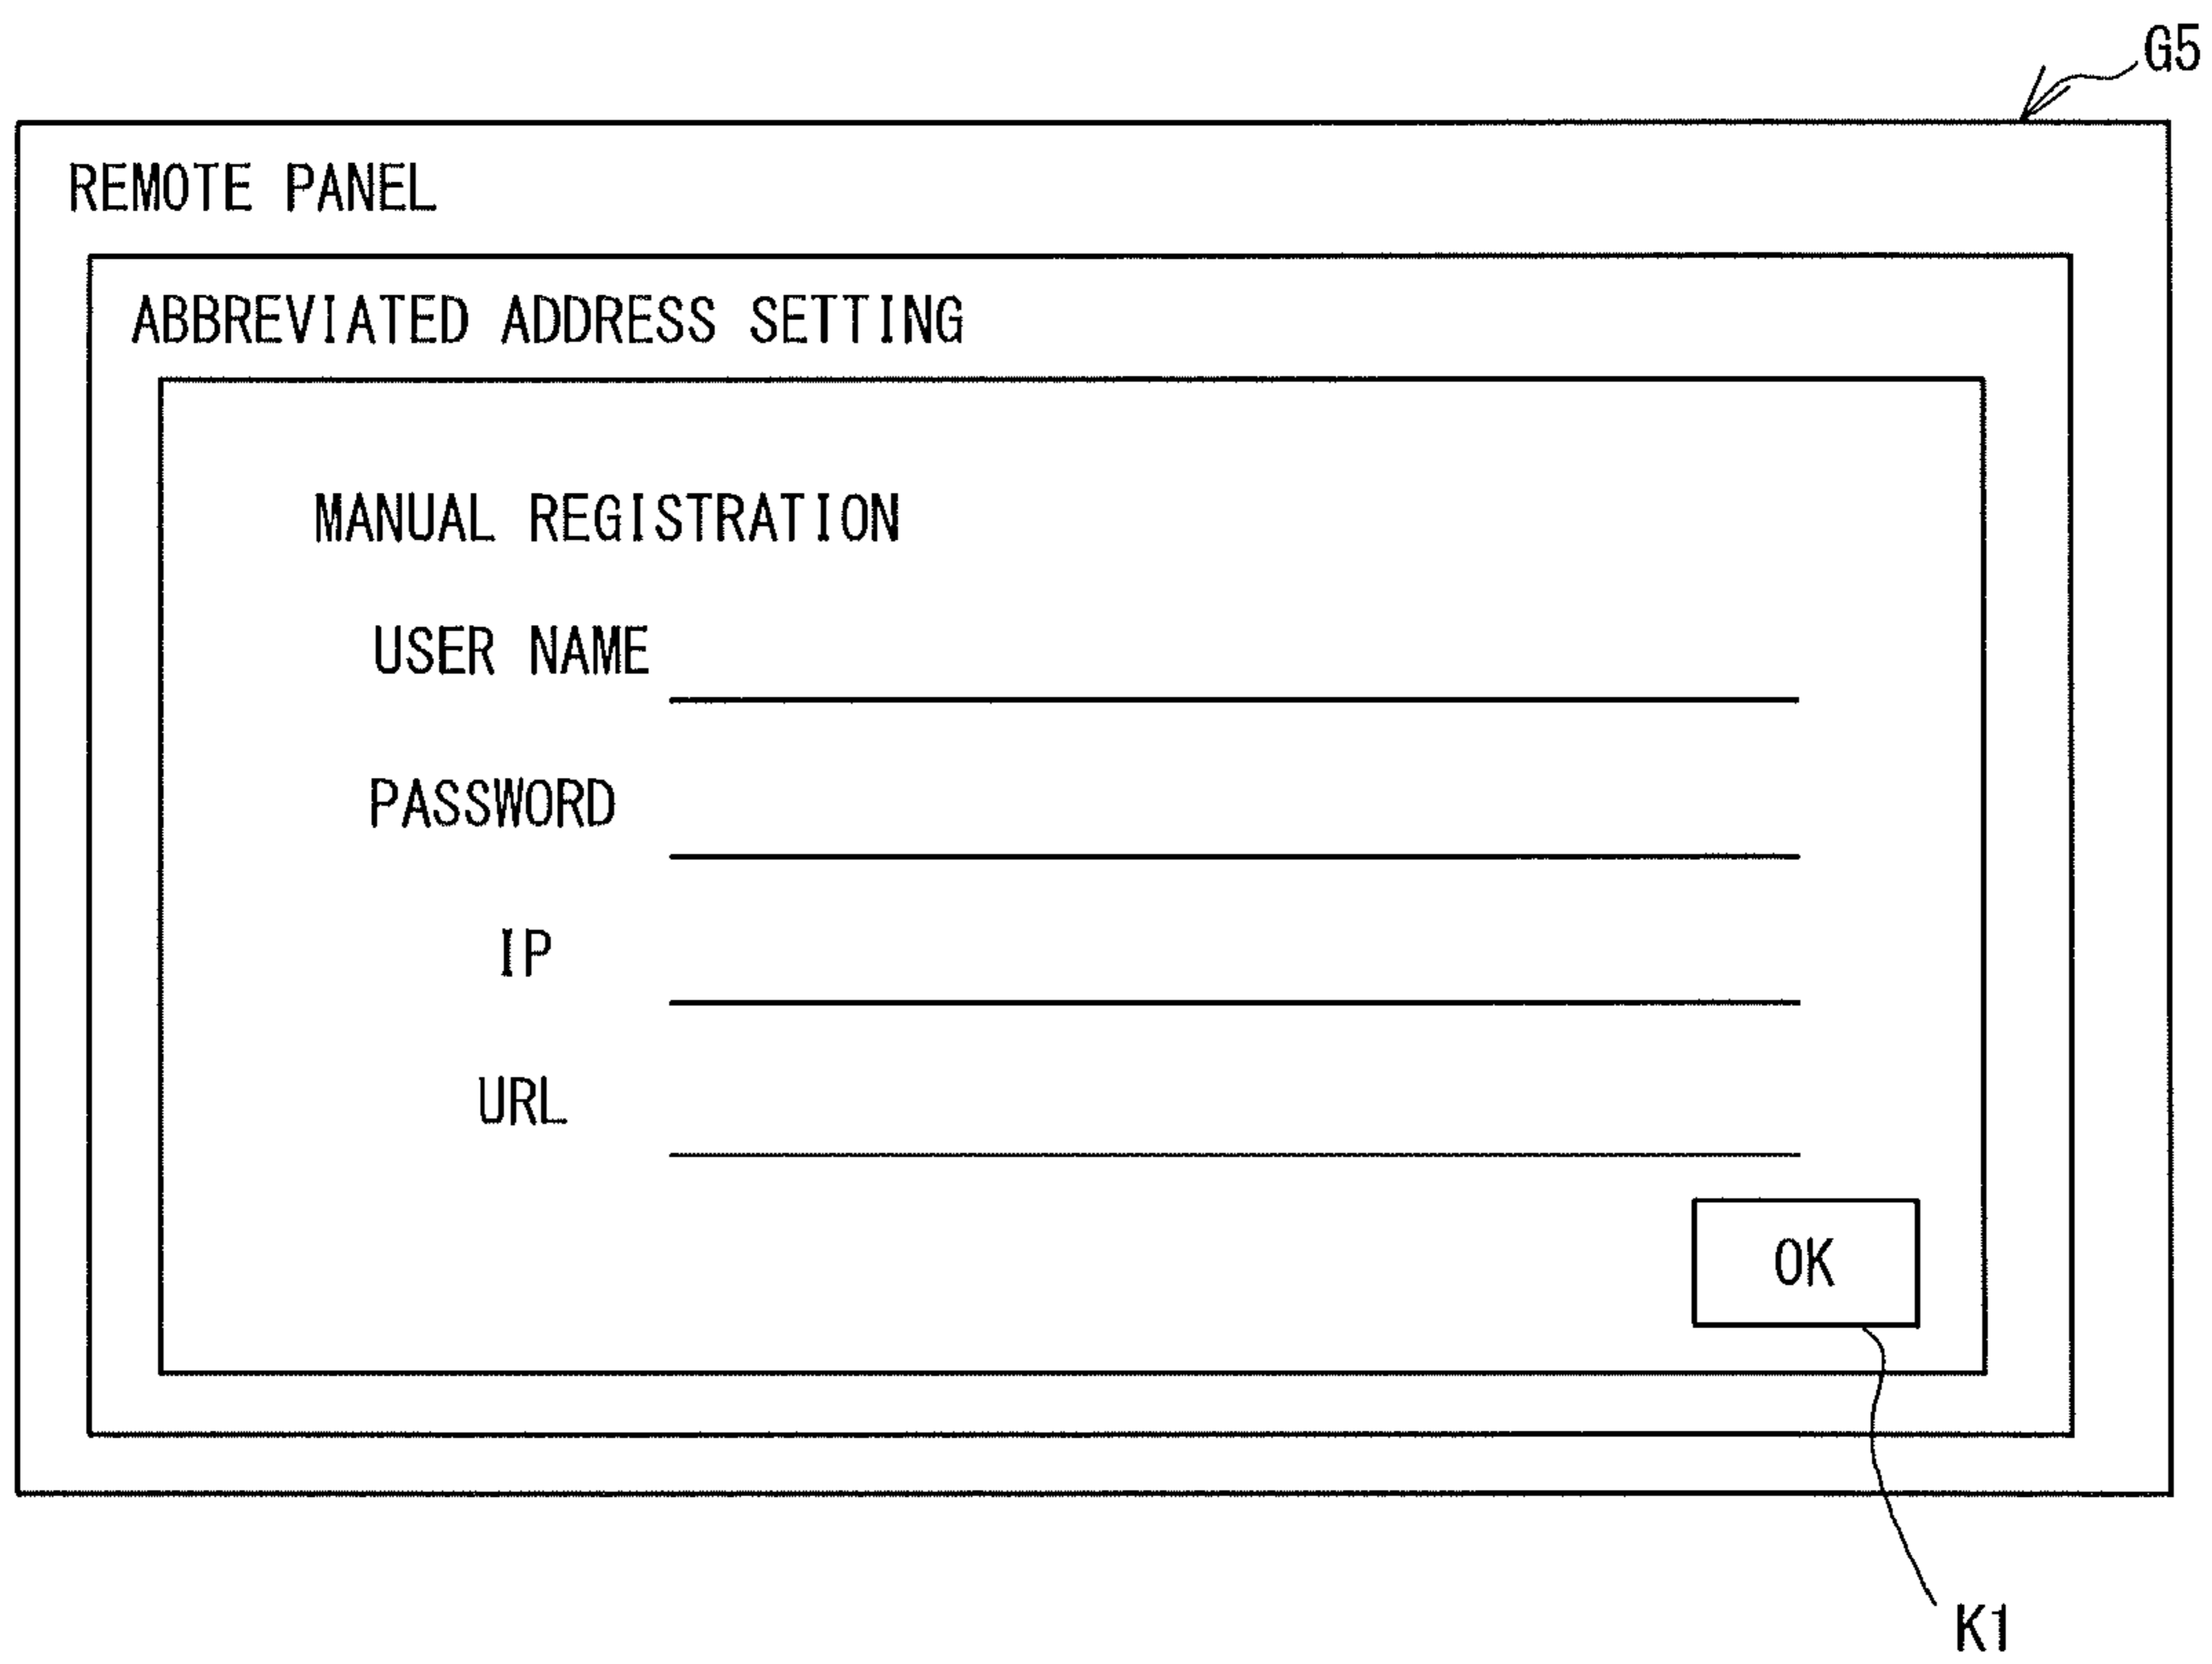 G5
REMOTE PANEL
ABBREVIATED ADDRESS SETTING
MANUAL REGISTRATION
USER NAME
PASSWORD
IP
URL
OK
K1